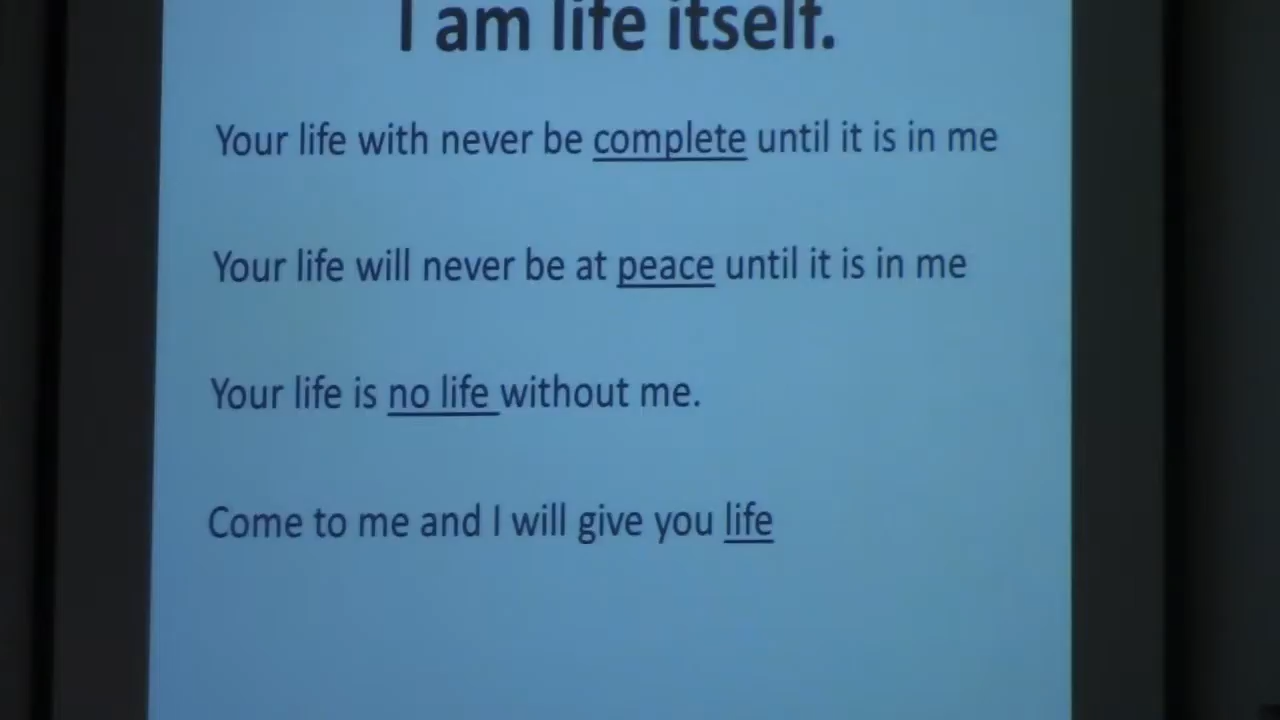 I am life itself.
Your life with never be complete until it is in me
Your life will never be at peace until it is in me
Your life is no life without me.
Come to me and I will give you life